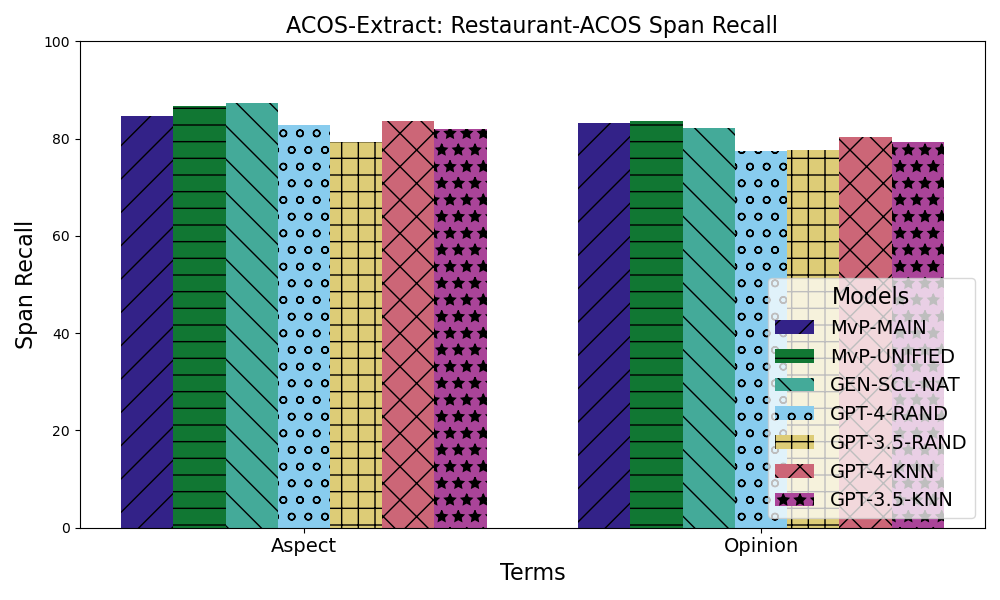 ACOS-Extract: Restaurant-ACOS Span Recall
Span Recall
100
80
60
40
20
0
Aspect
Opinion
Terms
Models
MvP-MAIN
MvP-UNIFIED
GEN-SCL-NAT
GPT-4-RAND
GPT-3.5-RAND
GPT-4-KNN
GPT-3.5-KNN